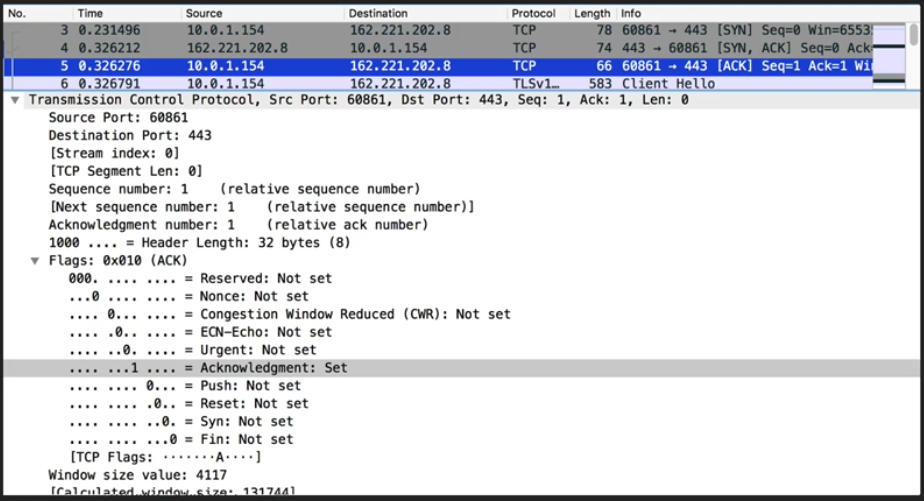 No. Time Source Destination Protocol Length Info
3 0.231496 10.0.1.154 162.221.202.8 TCP 78 60861 → 443 [SYN] Seq=0 Win=6553
4 0.326212 162.221.202.8 10.0.1.154 TCP 74 443 → 60861 [SYN, ACK] Seq=0 Ack
5 0.326276 10.0.1.154 162.221.202.8 TCP 66 60861 → 443 [ACK] Seq=1 Ack=1 Wi
6 0.326791 10.0.1.154 162.221.202.8 TLSv1… 583 Client Hello
Transmission Control Protocol, Src Port: 60861, Dst Port: 443, Seq: 1, Ack: 1, Len: 0
Source Port: 60861
Destination Port: 443
[Stream index: 0]
[TCP Segment Len: 0]
Sequence number: 1 (relative sequence number)
[Next sequence number: 1 (relative sequence number)]
Acknowledgment number: 1 (relative ack number)
1000 .... = Header Length: 32 bytes (8)
Flags: 0x010 (ACK)
000. .... .... = Reserved: Not set
...0 .... .... = Nonce: Not set
.... 0... .... = Congestion Window Reduced (CWR): Not set
.... .0.. .... = ECN-Echo: Not set
.... ..0. .... = Urgent: Not set
.... ...1 .... = Acknowledgment: Set
.... .... 0... = Push: Not set
.... .... .0.. = Reset: Not set
.... .... ..0. = Syn: Not set
.... .... ...0 = Fin: Not set
[TCP Flags: ·······A····]
Window size value: 4117
[Calculated window size: 131744]